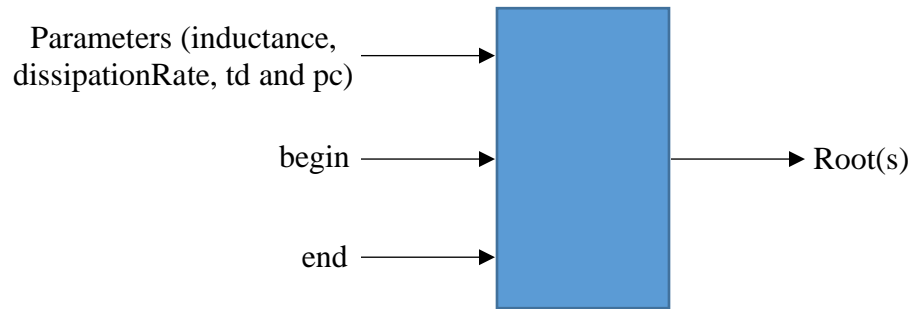 Parameters (inductance,
dissipationRate, td and pc)
begin
Root(s)
end